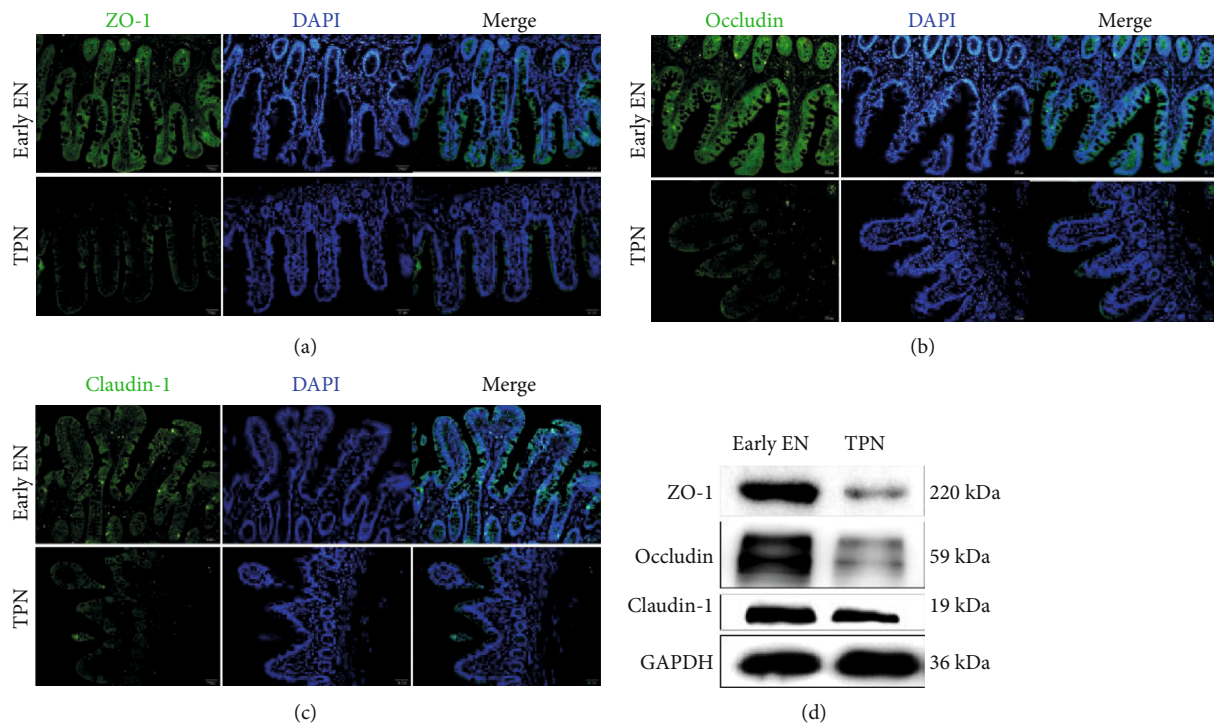 ZO-1 DAPI Merge
Early EN
TPN
(a)
Occludin DAPI Merge
Early EN
TPN
(b)
Claudin-1 DAPI Merge
Early EN
TPN
(c)
Early EN TPN
ZO-1 220 kDa
Occludin 59 kDa
Claudin-1 19 kDa
GAPDH 36 kDa
(d)